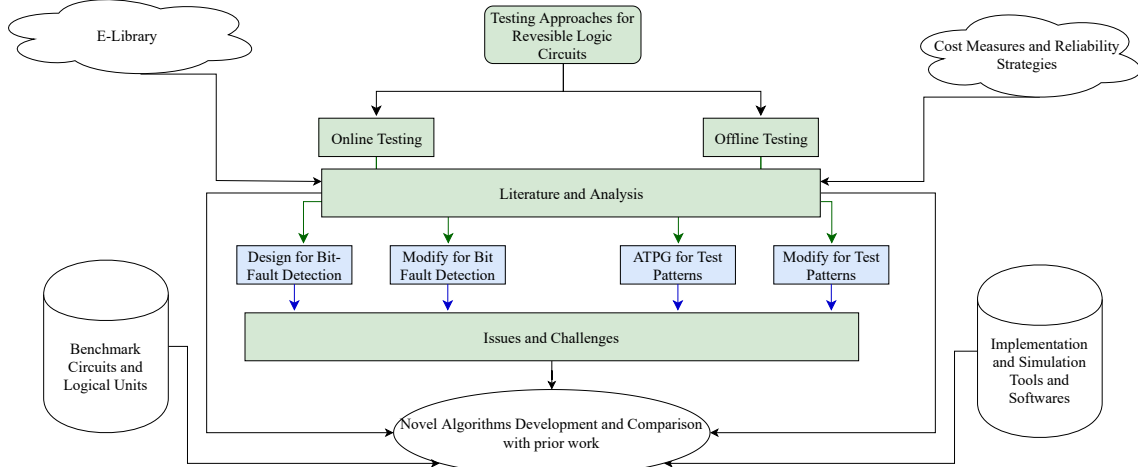 Testing Approaches for
Revesible Logic
Circuits
E-Library
Cost Measures and Reliability
Strategies
Online Testing
Offline Testing
Literature and Analysis
Design for Bit-
Fault Detection
Modify for Bit
Fault Detection
ATPG for Test
Patterns
Modify for Test
Patterns
Issues and Challenges
Benchmark
Circuits and
Logical Units
Implementation
and Simulation
Tools and
Softwares
Novel Algorithms Development and Comparison
with prior work